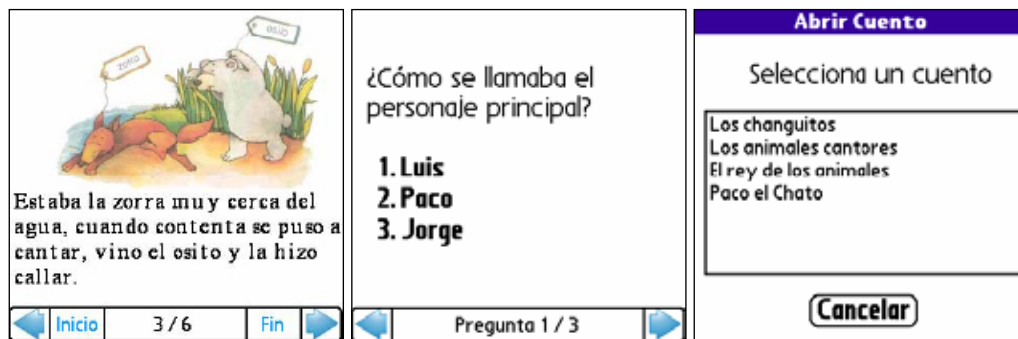 zorra
osito
Estaba la zorra muy cerca del
agua, cuando contenta se puso a
cantar, vino el osito y la hizo
callar.
Inicio
3 / 6
Fin
¿Cómo se llamaba el
personaje principal?
1. Luis
2. Paco
3. Jorge
Pregunta 1 / 3
Abrir Cuento
Selecciona un cuento
Los changuitos
Los animales cantores
El rey de los animales
Paco el Chato
Cancelar